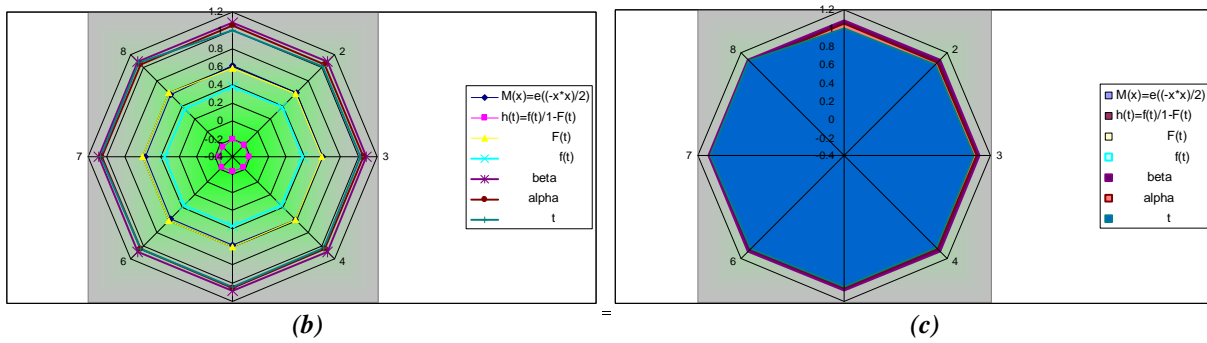 1.2
1
0.8
0.6
0.4
0.2
0
-0.2
-0.4
2
3
4
6
7
8
M(x)=e((-x*x)/2)
h(t)=f(t)/1-F(t)
F(t)
f(t)
beta
alpha
t
(b)
=
1.2
1
0.8
0.6
0.4
0.2
0
-0.2
-0.4
2
3
4
6
7
8
M(x)=e((-x*x)/2)
h(t)=f(t)/1-F(t)
F(t)
f(t)
beta
alpha
t
(c)